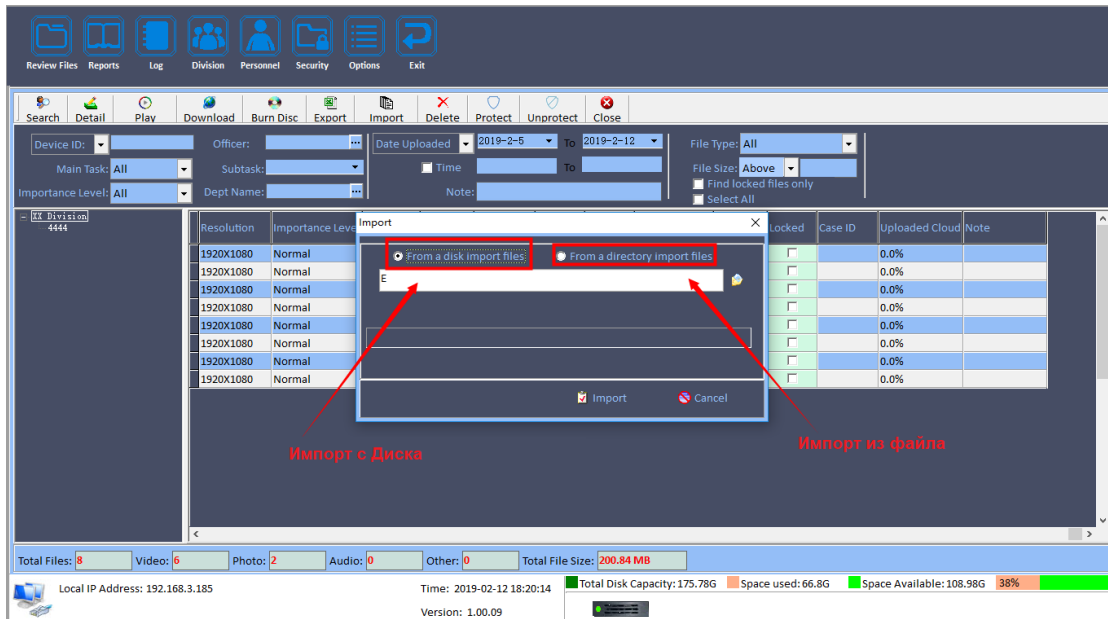 Review Files Reports Log Division Personnel Security Options Exit
Search Detail Play Download Burn Disc Export Import Delete Protect Unprotect Close
Device ID: Officer: ... Date Uploaded 2019-2-5 To 2019-2-12 File Type: All
Main Task: All Subtask: Time To File Size: Above
Importance Level: All Dept Name: ... Note: Find locked files only
Select All
XX Division
4444
Resolution Importance Leve Locked Case ID Uploaded Cloud Note
Import
From a disk import files From a directory import files
E
1920X1080 Normal 0.0%
1920X1080 Normal 0.0%
1920X1080 Normal 0.0%
1920X1080 Normal 0.0%
1920X1080 Normal 0.0%
1920X1080 Normal 0.0%
1920X1080 Normal 0.0%
1920X1080 Normal 0.0%
Import Cancel
Импорт с Диска
Импорт из файла
Total Files: 8 Video: 6 Photo: 2 Audio: 0 Other: 0 Total File Size: 200.84 MB
Local IP Address: 192.168.3.185 Time: 2019-02-12 18:20:14 Total Disk Capacity: 175.78G Space used: 66.8G Space Available: 108.98G 38%
Version: 1.00.09